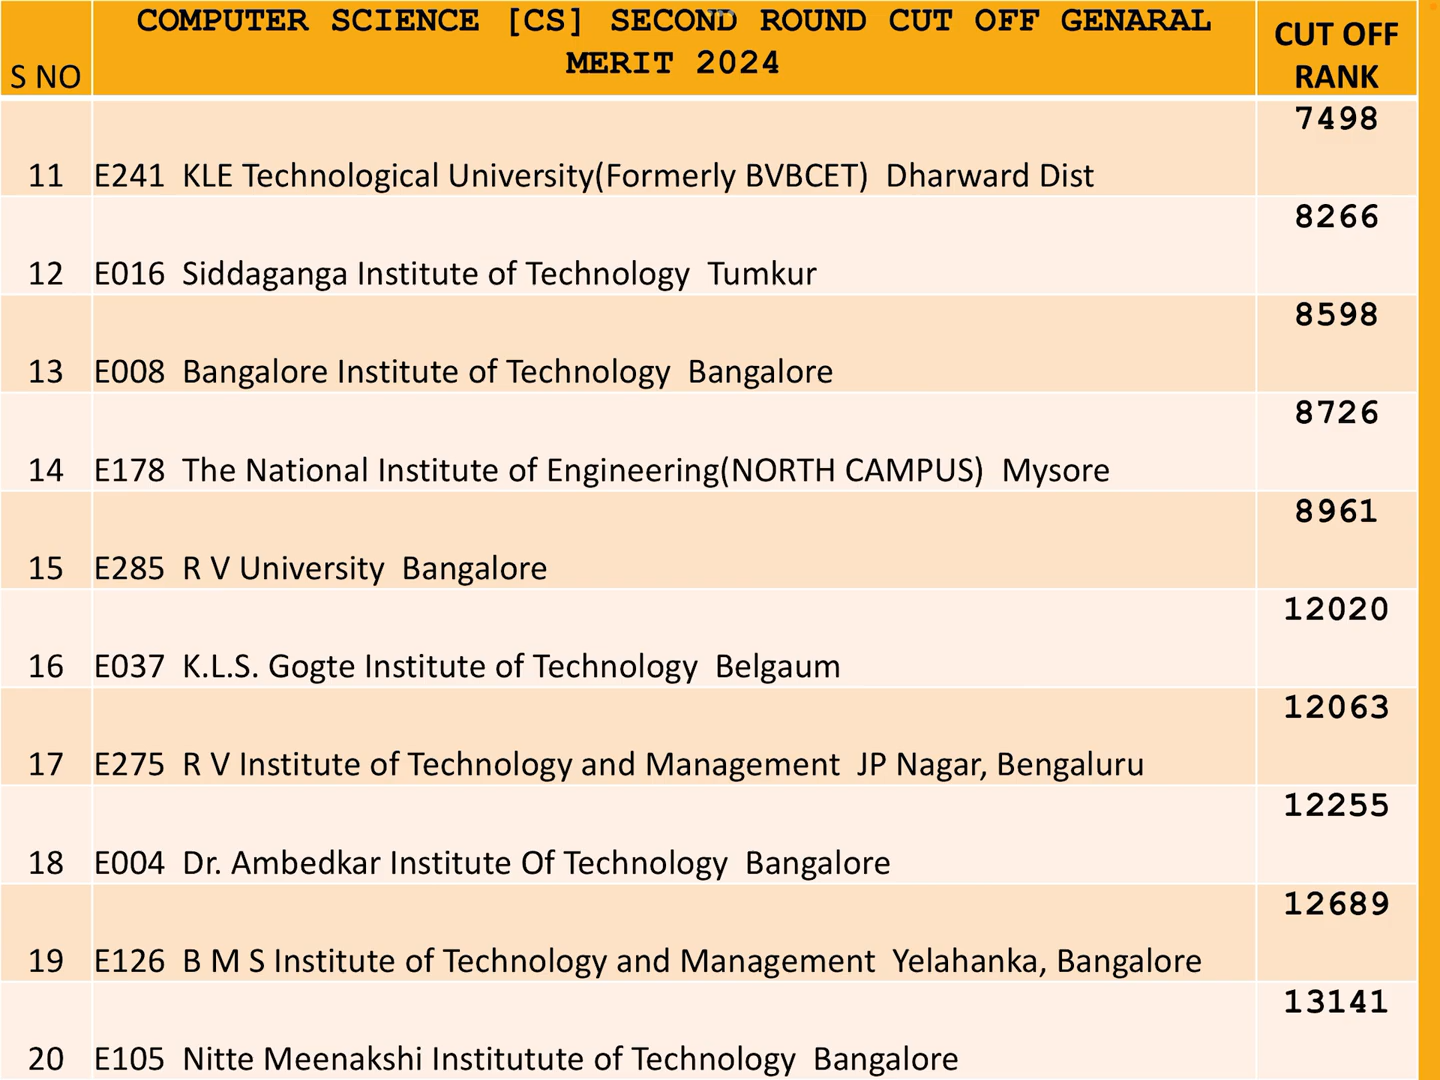 S NO
COMPUTER SCIENCE [CS] SECOND ROUND CUT OFF GENARAL
MERIT 2024
CUT OFF
RANK
11 E241 KLE Technological University(Formerly BVBCET) Dharward Dist 7498
12 E016 Siddaganga Institute of Technology Tumkur 8266
13 E008 Bangalore Institute of Technology Bangalore 8598
14 E178 The National Institute of Engineering(NORTH CAMPUS) Mysore 8726
15 E285 R V University Bangalore 8961
16 E037 K.L.S. Gogte Institute of Technology Belgaum 12020
17 E275 R V Institute of Technology and Management JP Nagar, Bengaluru 12063
18 E004 Dr. Ambedkar Institute Of Technology Bangalore 12255
19 E126 B M S Institute of Technology and Management Yelahanka, Bangalore 12689
20 E105 Nitte Meenakshi Institutute of Technology Bangalore 13141